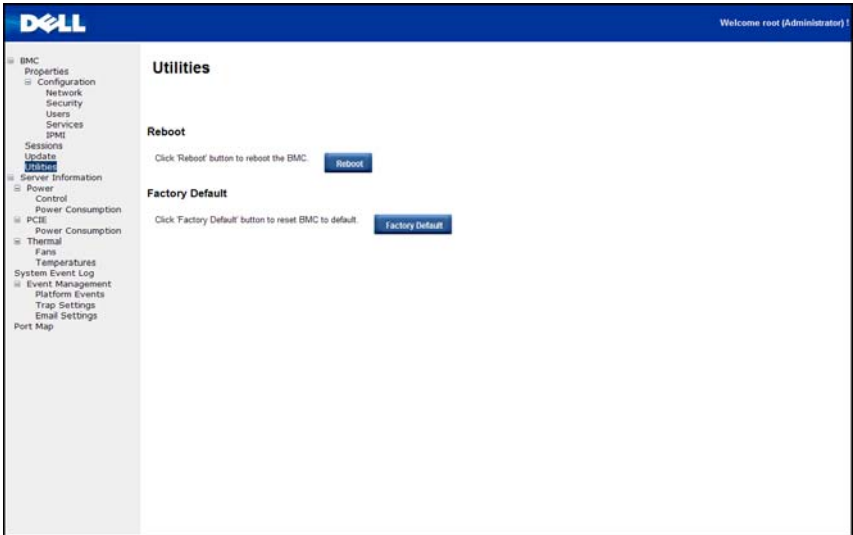 DELL
Welcome root (Administrator) !
BMC
Properties
Configuration
Network
Security
Users
Services
IPMI
Sessions
Update
Utilities
Server Information
Power
Control
Power Consumption
PCIE
Power Consumption
Thermal
Fans
Temperatures
System Event Log
Event Management
Platform Events
Trap Settings
Email Settings
Port Map
Utilities
Reboot
Click 'Reboot' button to reboot the BMC.
Reboot
Factory Default
Click 'Factory Default' button to reset BMC to default.
Factory Default